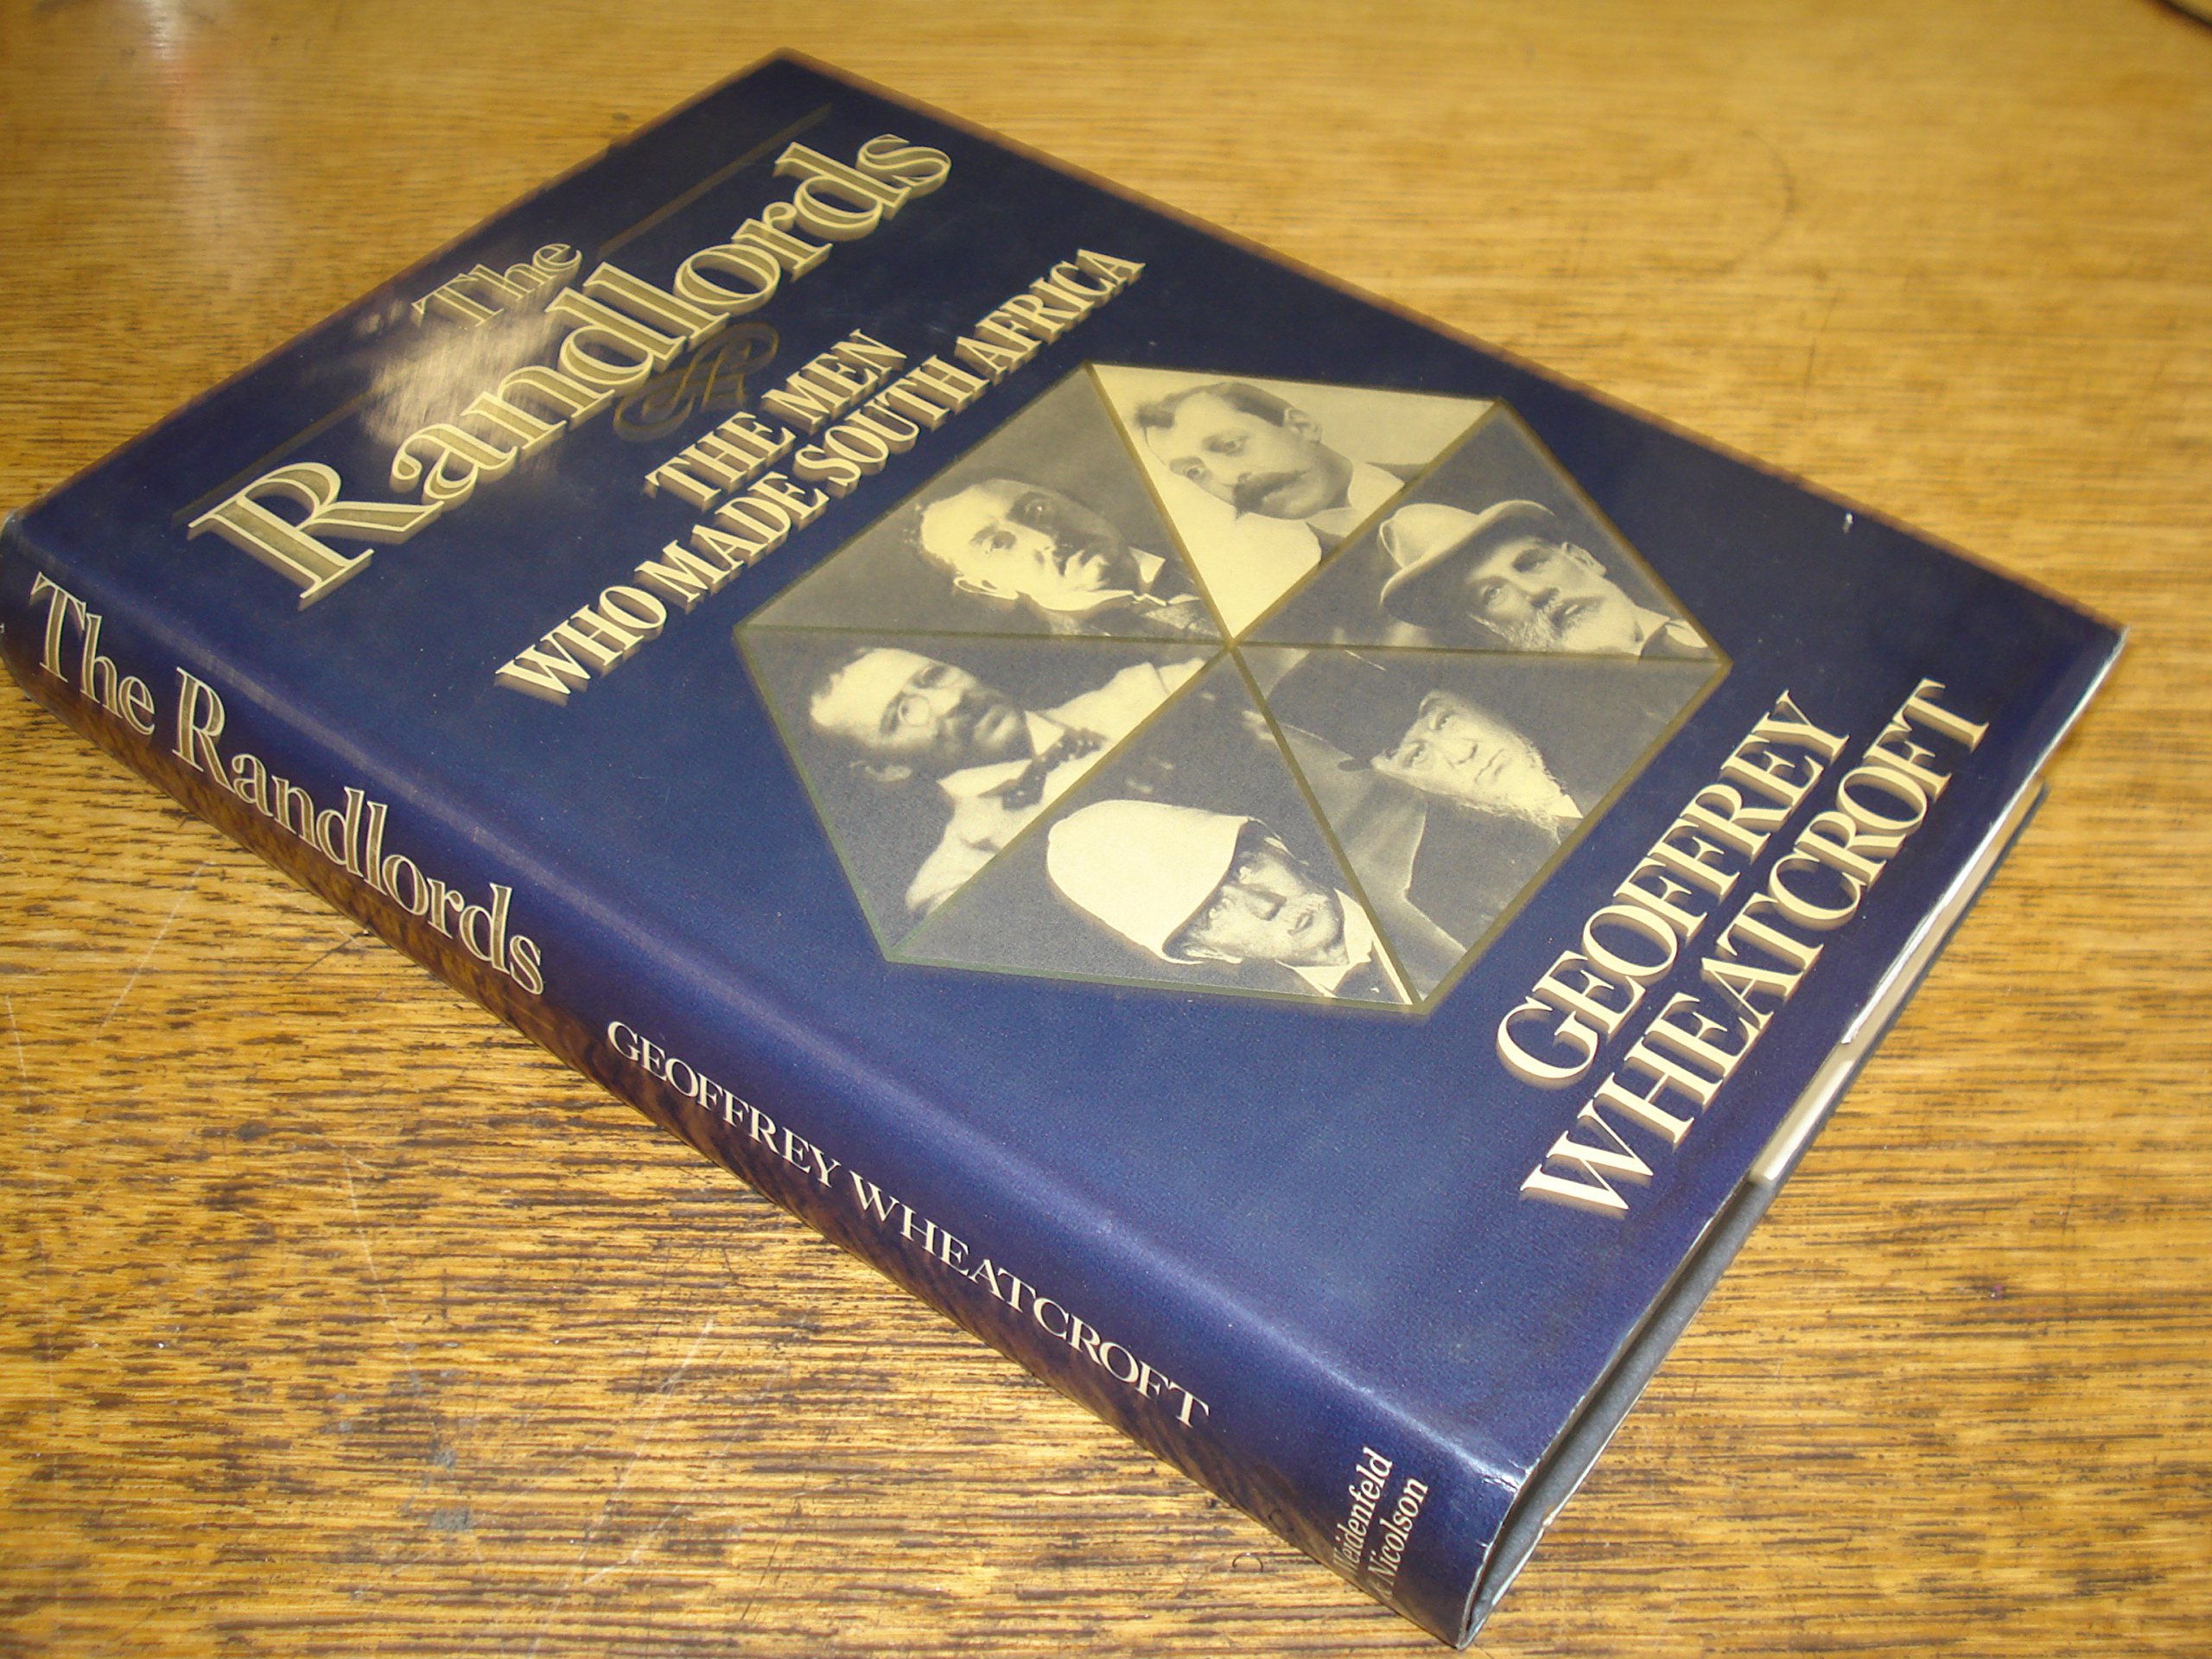 The
Randlords
THE MEN
WHO MADE SOUTH AFRICA
GEOFFREY
WHEATCROFT
The Randlords
GEOFFREY WHEATCROFT
Weidenfeld
& Nicolson